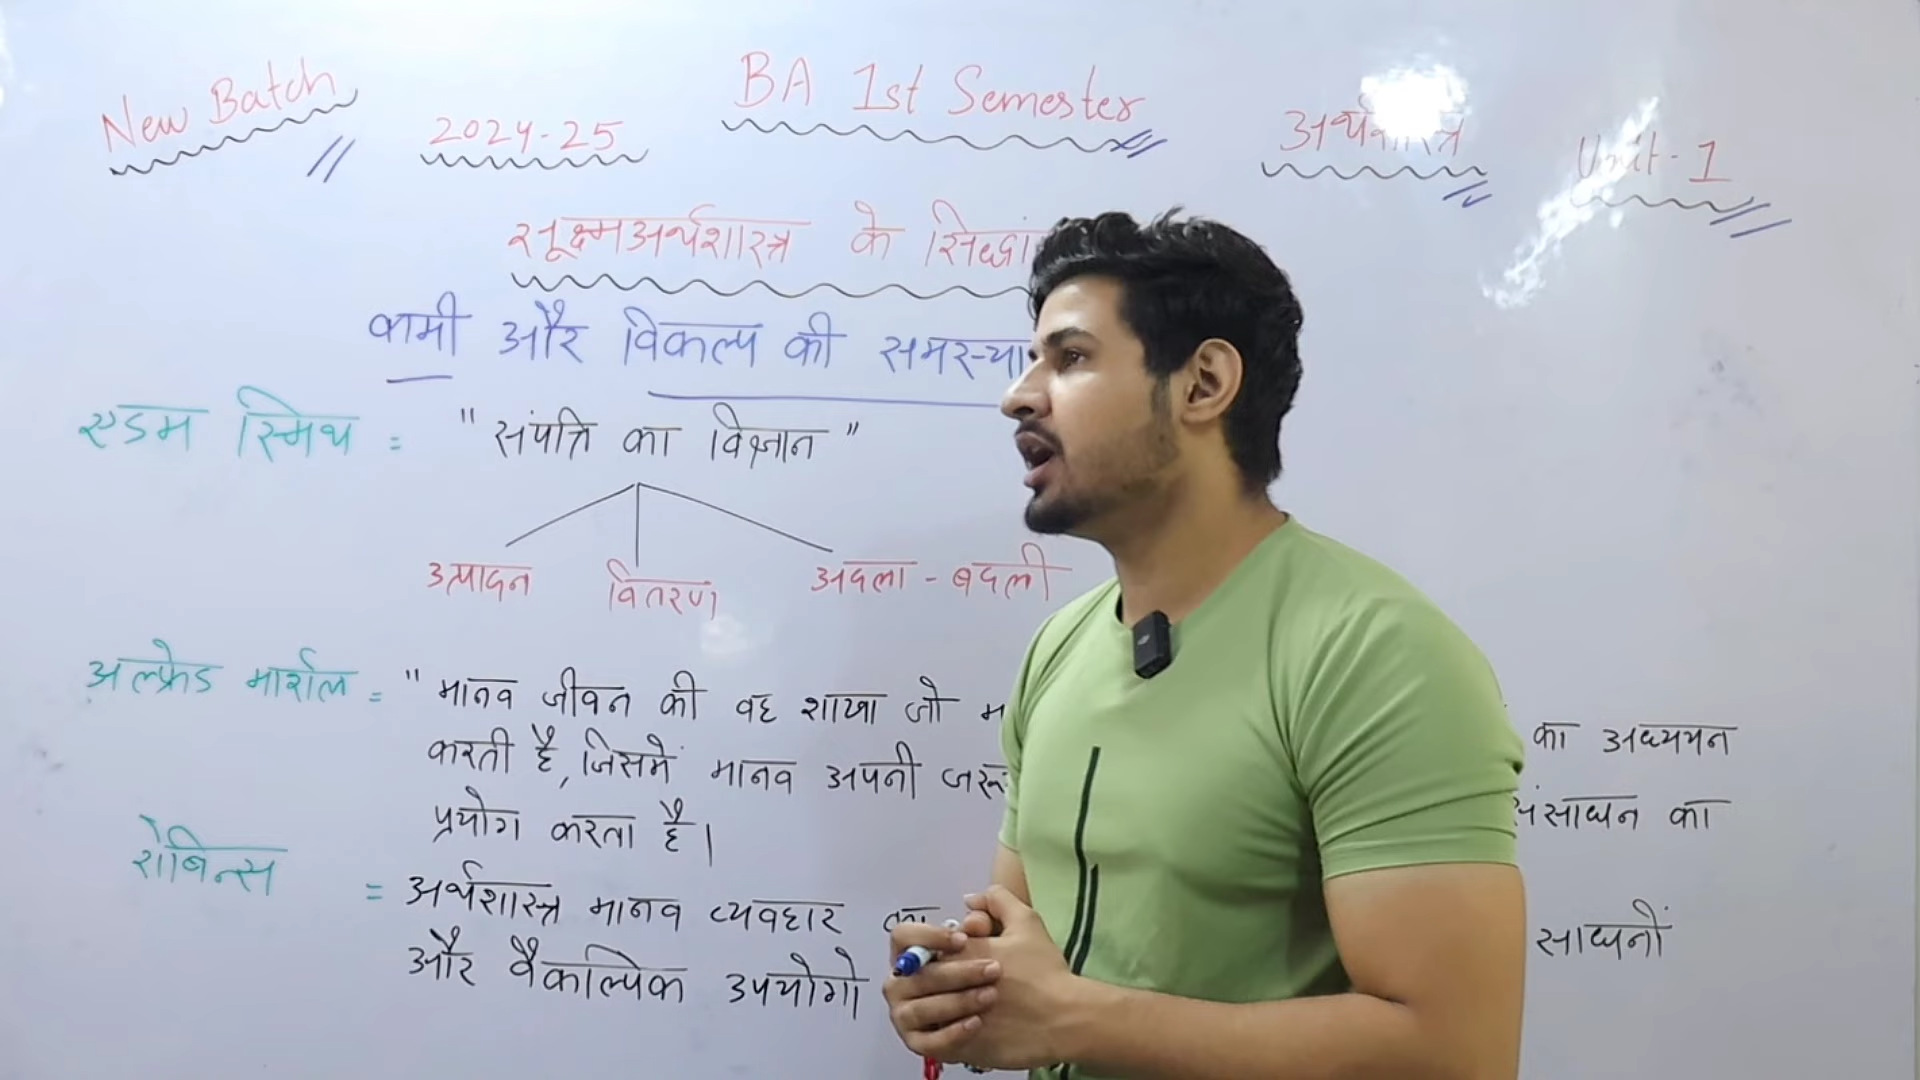 New Batch 2024-25 BA 1st Semester अर्थशास्त्र Unit-1
सूक्ष्मअर्थशास्त्र के
कमी और विकल्प की समस्या
एडम स्मिथ = " संपत्ति का विज्ञान "
उत्पादन वितरण अदला - बदली
अल्फ्रेड मार्शल = " मानव जीवन की वह शाखा जो का अध्ययन
करती है, जिसमें मानव अपनी संसाधन का
प्रयोग करता है।
रोबिन्स = अर्थशास्त्र मानव व्यवहार साधनों
और वैकल्पिक उपयोगो